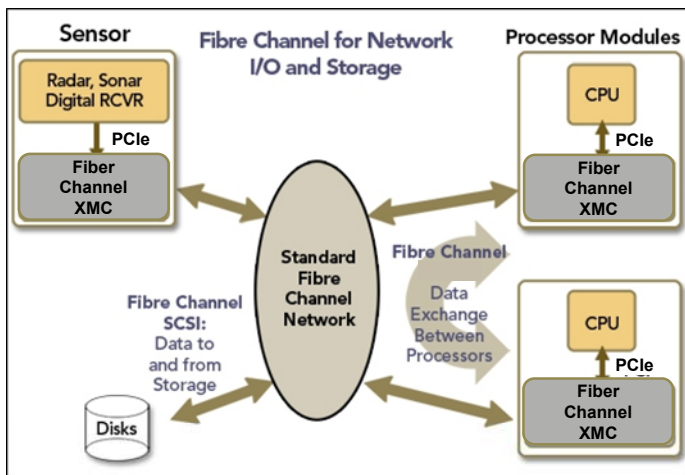 Sensor
Fibre Channel for Network
I/O and Storage
Processor Modules
Radar, Sonar
Digital RCVR
PCIe
Fiber
Channel
XMC
CPU
PCIe
Fiber
Channel
XMC
Standard
Fibre
Channel
Network
Fibre Channel
Data
Exchange
Between
Processors
Fibre Channel
SCSI:
Data to
and from
Storage
Disks
CPU
PCIe
Fiber
Channel
XMC